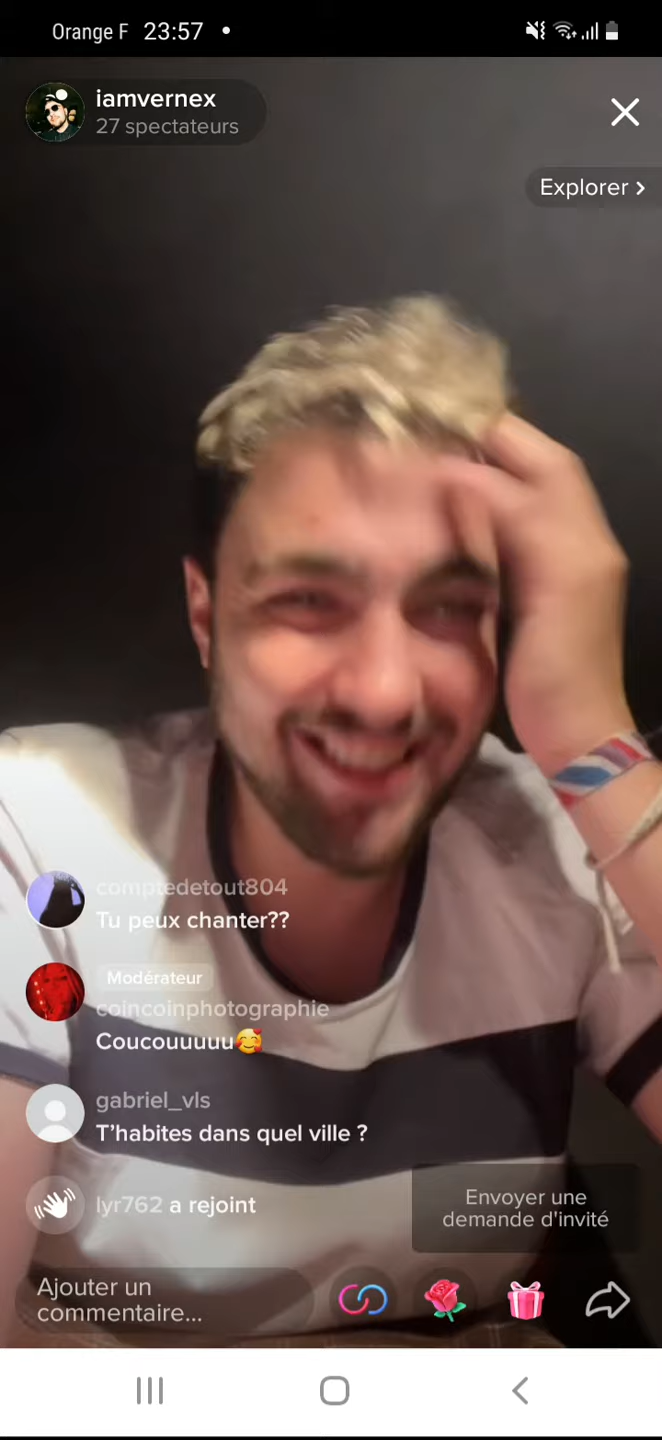 Orange F 23:57
iamvernex
27 spectateurs
Explorer
comptedetout804
Tu peux chanter??
Modérateur
coincoinphotographie
Coucouuuuu🥰
gabriel_vls
T'habites dans quel ville ?
lyr762 a rejoint
Envoyer une
demande d'invité
Ajouter un
commentaire...